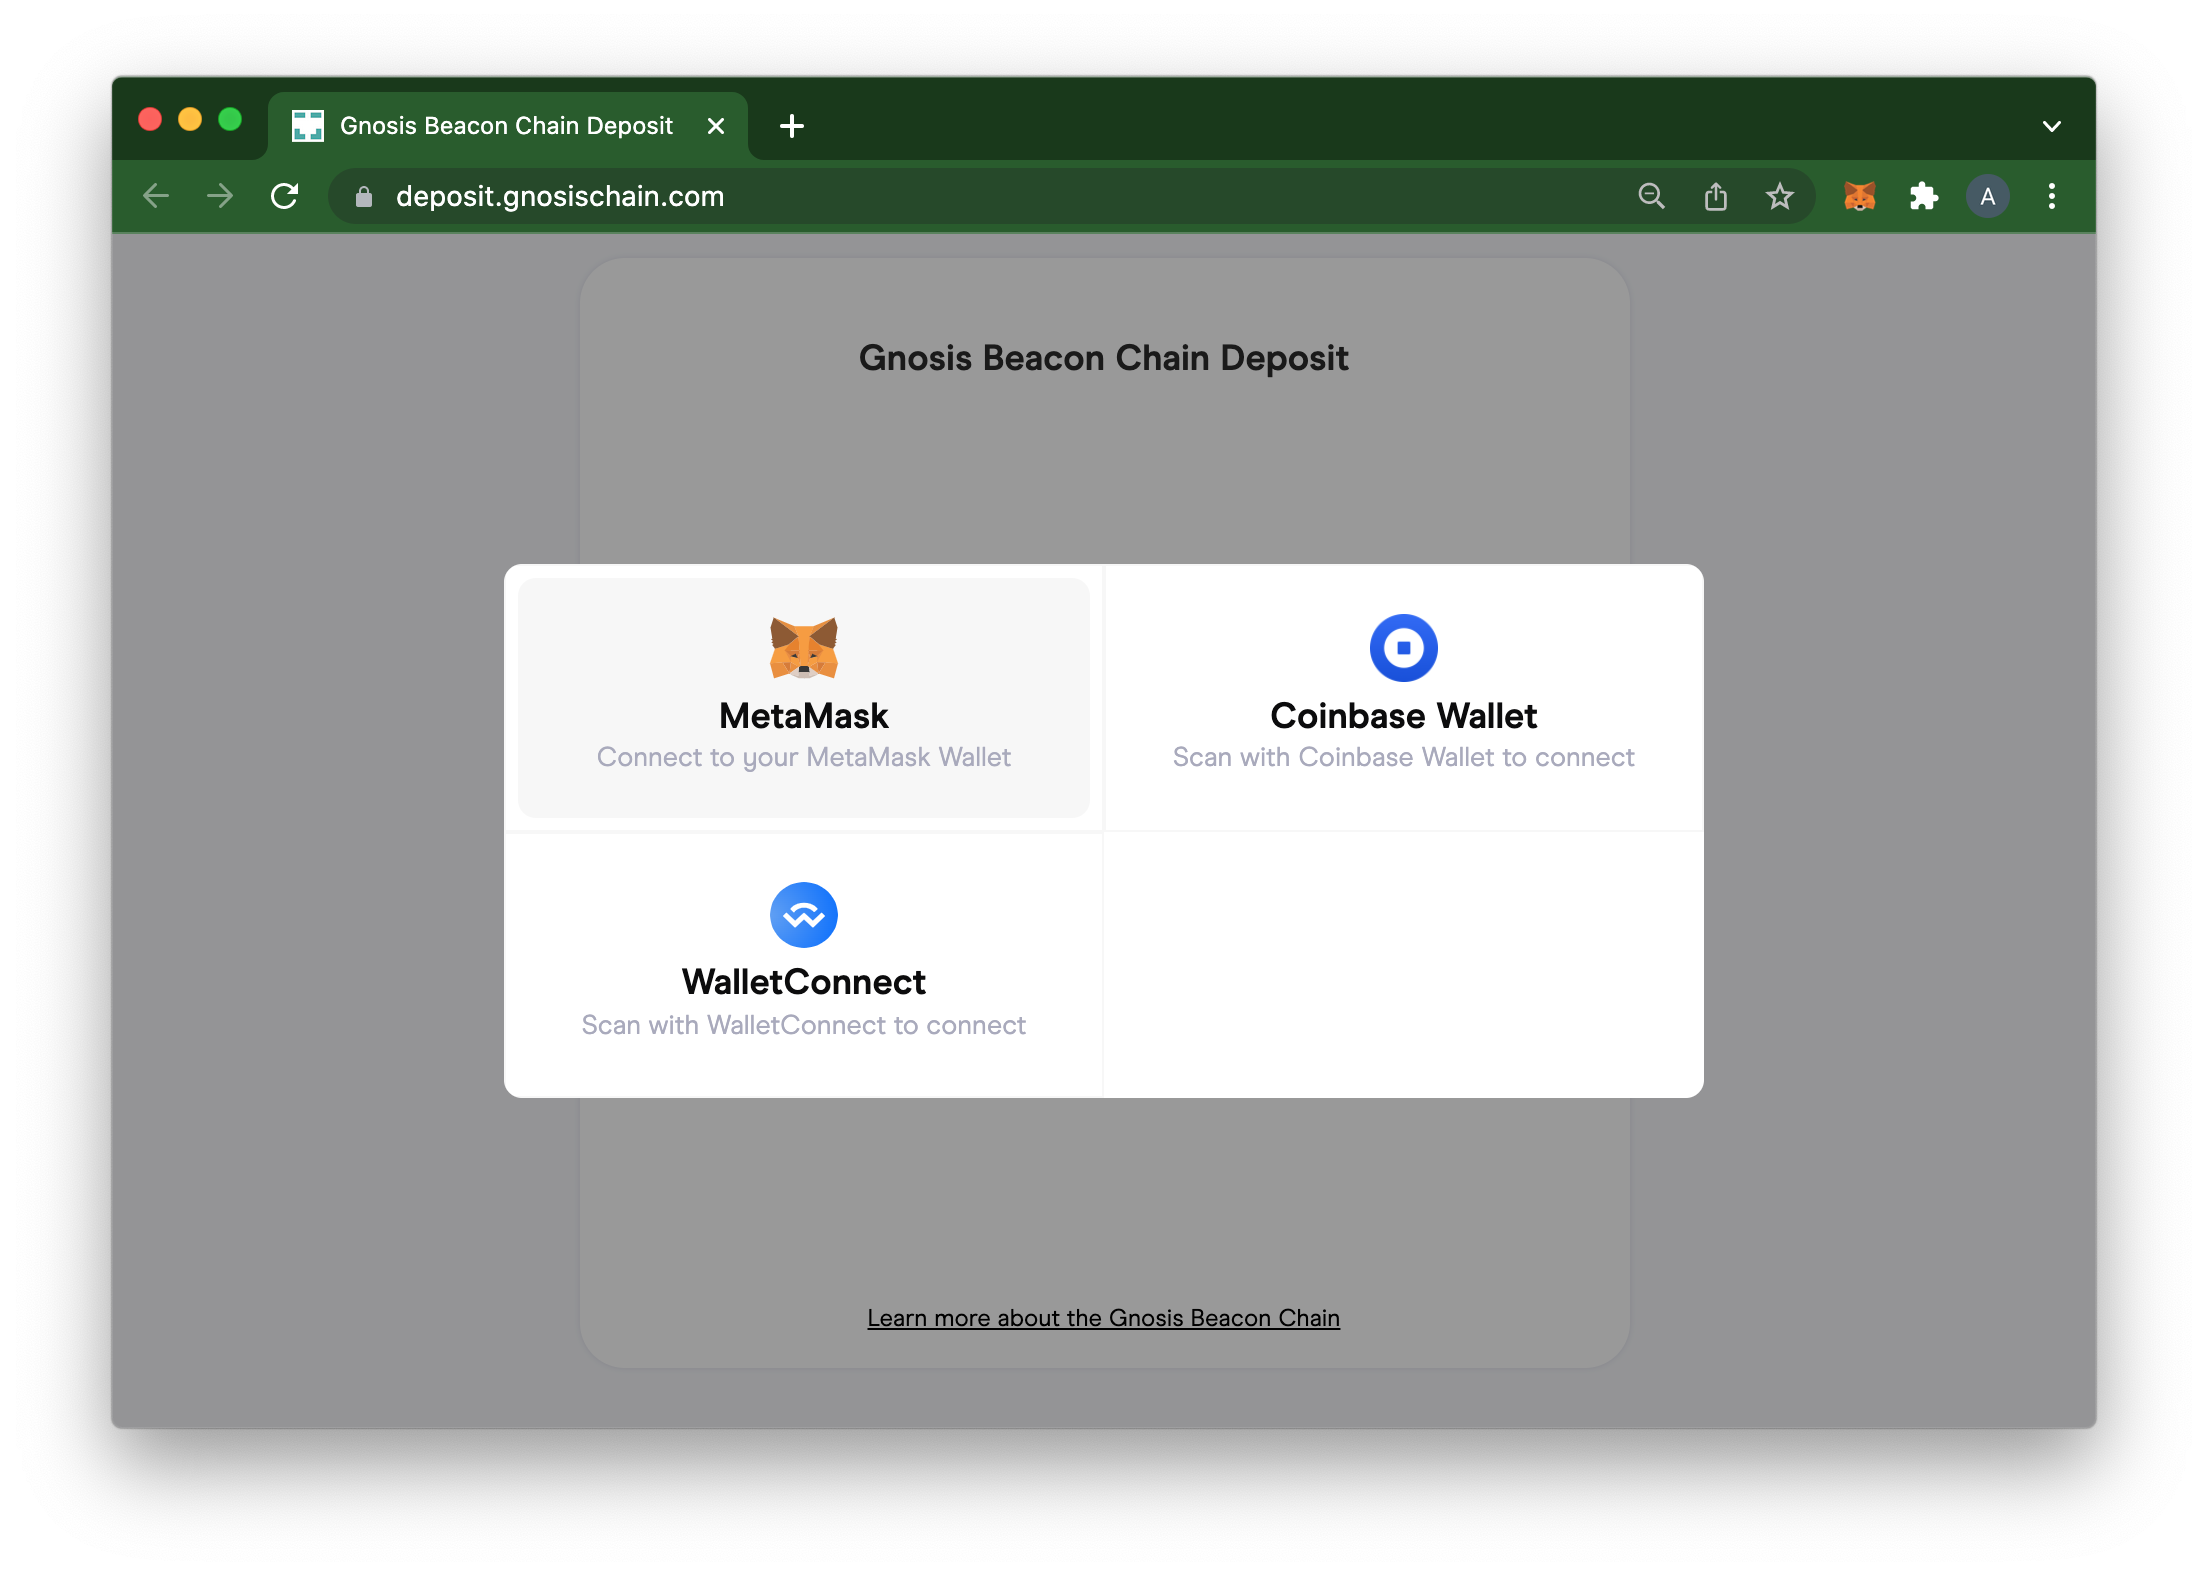 Gnosis Beacon Chain Deposit
deposit.gnosischain.com
A
Gnosis Beacon Chain Deposit
MetaMask
Connect to your MetaMask Wallet
Coinbase Wallet
Scan with Coinbase Wallet to connect
WalletConnect
Scan with WalletConnect to connect
Learn more about the Gnosis Beacon Chain